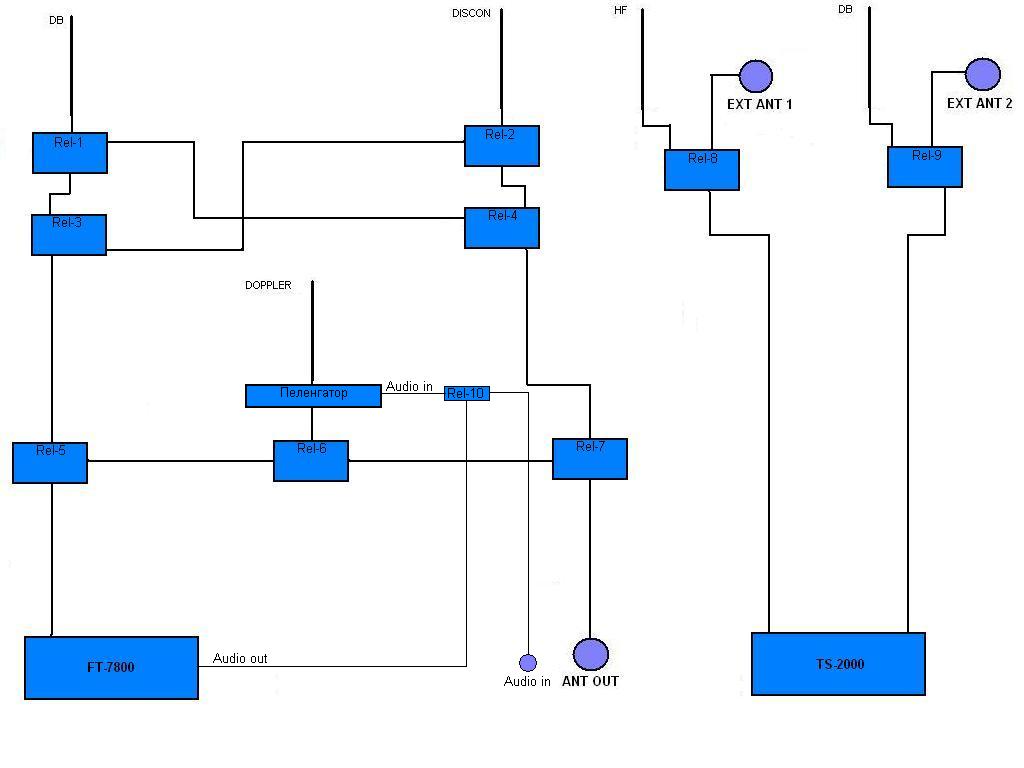 DB
DISCON
HF
DB
EXT ANT 1
EXT ANT 2
Rel-1
Rel-2
Rel-8
Rel-9
Rel-3
Rel-4
DOPPLER
Пеленгатор
Audio in
Rel-10
Rel-5
Rel-6
Rel-7
FT-7800
Audio out
Audio in
ANT OUT
TS-2000